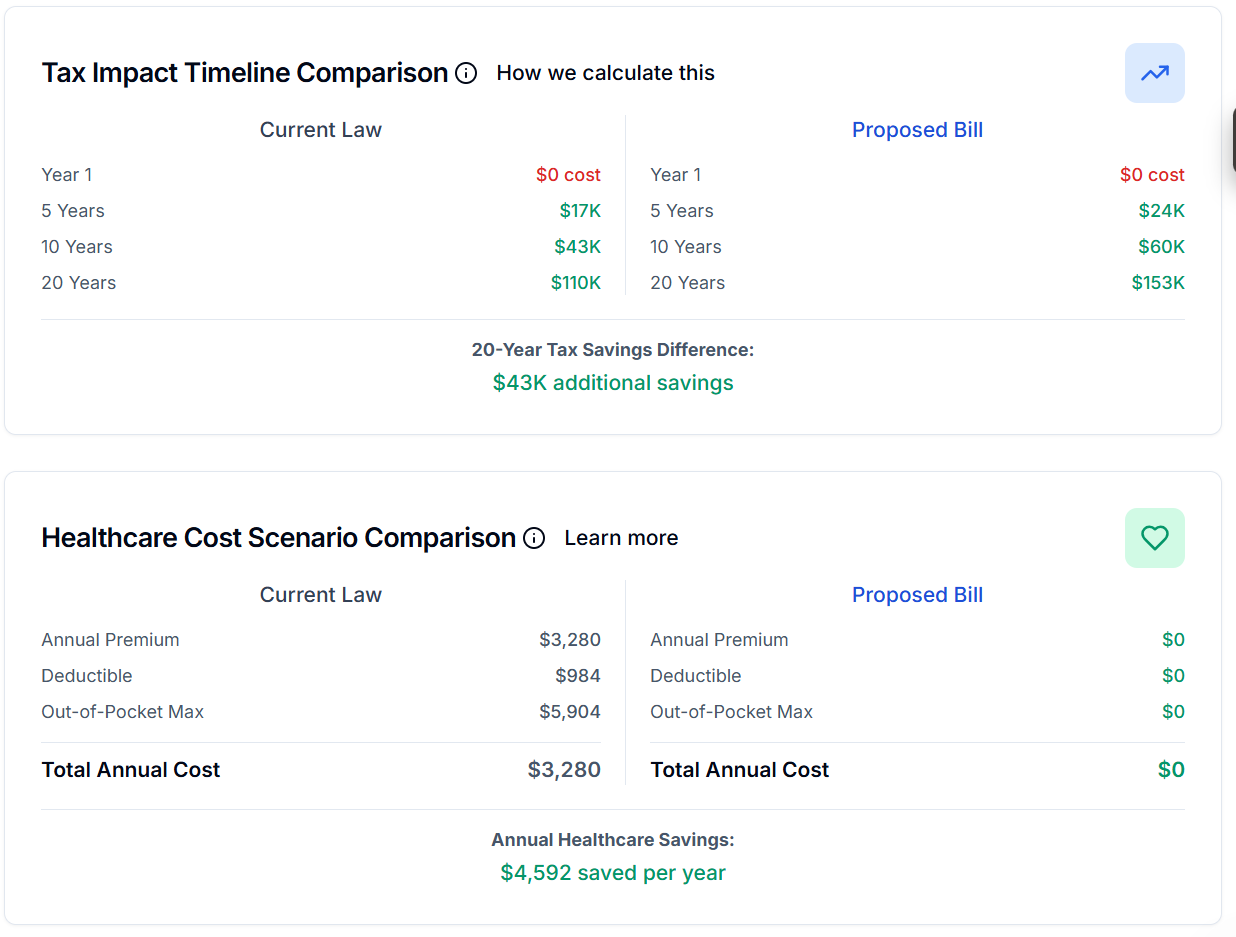 Tax Impact Timeline Comparison How we calculate this
Current Law
Year 1 $0 cost
5 Years $17K
10 Years $43K
20 Years $110K
Proposed Bill
Year 1 $0 cost
5 Years $24K
10 Years $60K
20 Years $153K
20-Year Tax Savings Difference:
$43K additional savings
Healthcare Cost Scenario Comparison Learn more
Current Law
Annual Premium $3,280
Deductible $984
Out-of-Pocket Max $5,904
Total Annual Cost $3,280
Proposed Bill
Annual Premium $0
Deductible $0
Out-of-Pocket Max $0
Total Annual Cost $0
Annual Healthcare Savings:
$4,592 saved per year